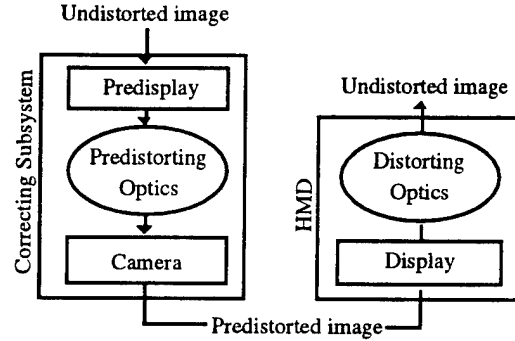 Undistorted image
Correcting Subsystem
Predisplay
Predistorting
Optics
Camera
Predistorted image
Undistorted image
HMD
Distorting
Optics
Display